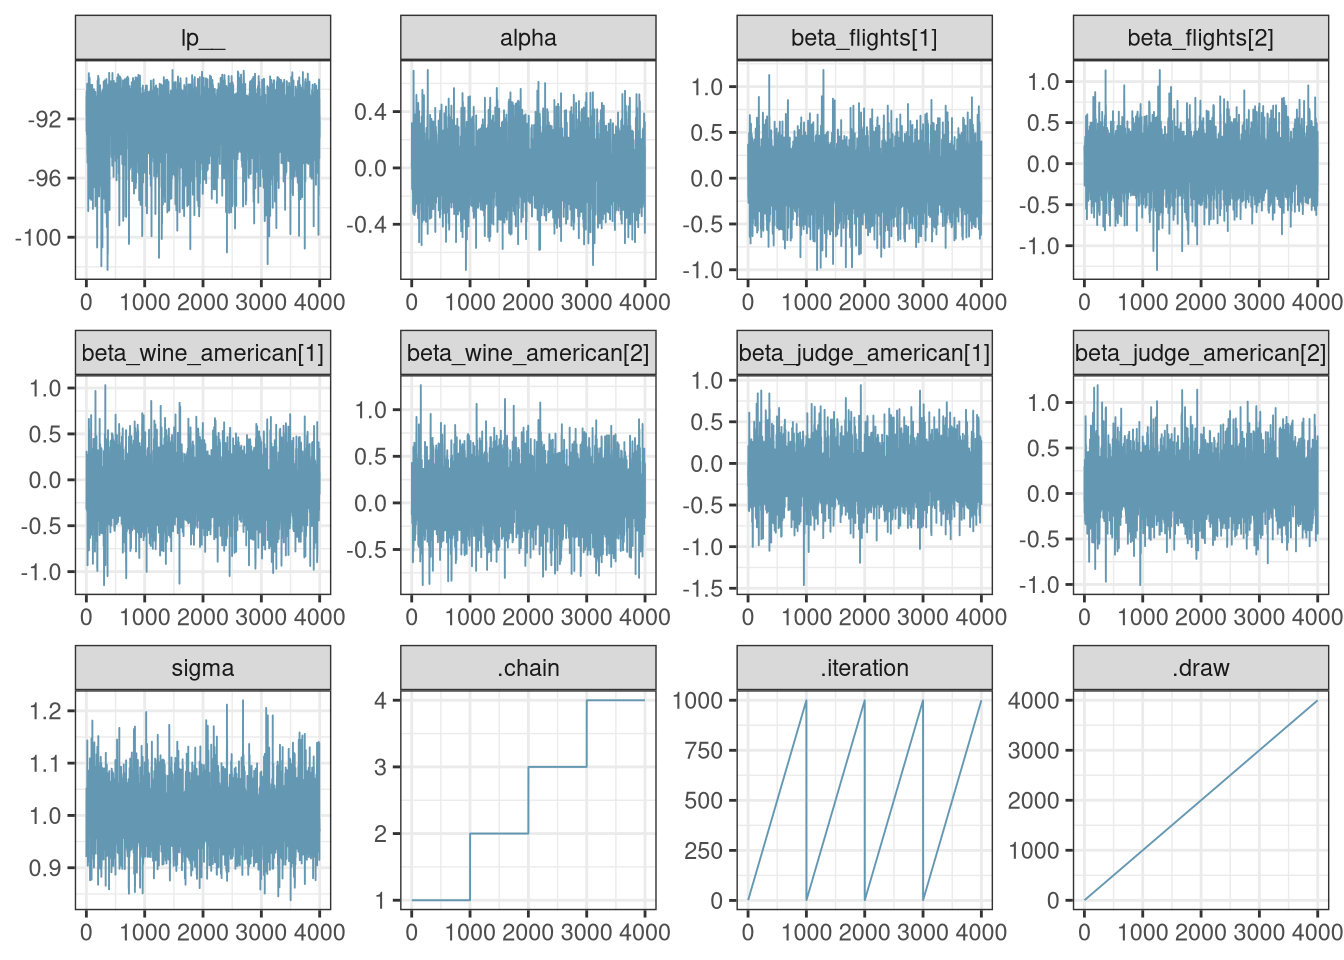 lp__ alpha beta_flights[1] beta_flights[2]
-92 0.4 1.0 1.0
-96 0.0 0.5 0.5
-100 -0.4 0.0 0.0
-0.5 -0.5
-1.0 -1.0
0 1000 2000 3000 4000 0 1000 2000 3000 4000 0 1000 2000 3000 4000 0 1000 2000 3000 4000
beta_wine_american[1] beta_wine_american[2] beta_judge_american[1] beta_judge_american[2]
1.0 1.0 1.0 1.0
0.5 0.5 0.5 0.5
0.0 0.0 0.0 0.0
-0.5 -0.5 -0.5 -0.5
-1.0 -1.0 -1.0
-1.5
0 1000 2000 3000 4000 0 1000 2000 3000 4000 0 1000 2000 3000 4000 0 1000 2000 3000 4000
sigma .chain .iteration .draw
1.2 4 1000 4000
1.1 3 750 3000
1.0 2 500 2000
0.9 1 250 1000
0 0
0 1000 2000 3000 4000 0 1000 2000 3000 4000 0 1000 2000 3000 4000 0 1000 2000 3000 4000